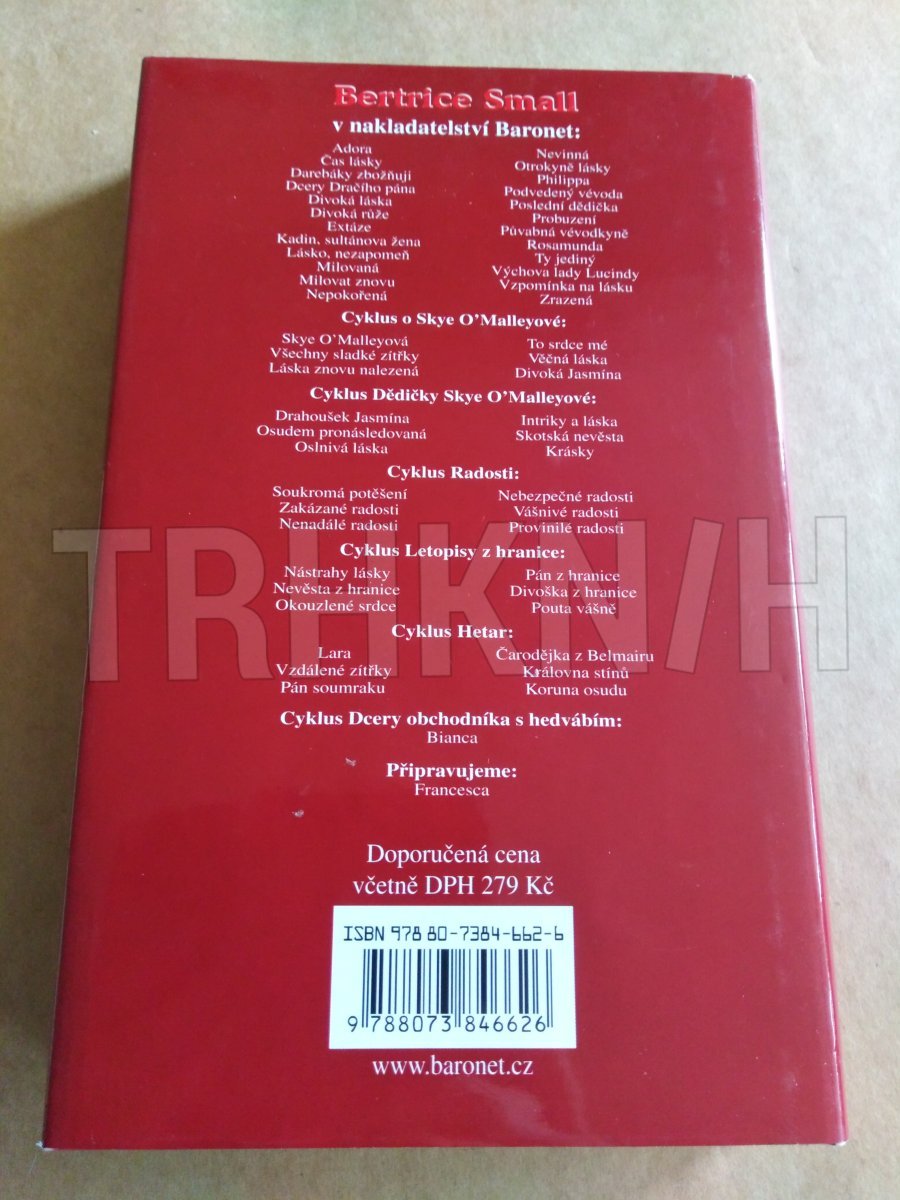 Bertrice Small
v nakladatelství Baronet:
Adora
Čas lásky
Darebáky zbožňuji
Dcery Dračího pána
Divoká láska
Divoká růže
Extáze
Kadin, sultánova žena
Lásko, nezapomeň
Milovaná
Milovat znovu
Nepokořená
Nevinná
Otrokyně lásky
Philippa
Podvedený vévoda
Poslední dědička
Probuzení
Půvabná vévodkyně
Rosamunda
Ty jediný
Výchova lady Lucindy
Vzpomínka na lásku
Zrazená
Cyklus o Skye O’Malleyové:
Skye O’Malleyová
Všechny sladké zítřky
Láska znovu nalezená
To srdce mé
Věčná láska
Divoká Jasmína
Cyklus Dědičky Skye O’Malleyové:
Drahoušek Jasmína
Osudem pronásledovaná
Oslnivá láska
Intriky a láska
Skotská nevěsta
Krásky
Cyklus Radosti:
Soukromá potěšení
Zakázané radosti
Nenadálé radosti
Nebezpečné radosti
Vášnivé radosti
Provinilé radosti
Cyklus Letopisy z hranice:
Nástrahy lásky
Nevěsta z hranice
Okouzlené srdce
Pán z hranice
Divoška z hranice
Pouta vášně
Cyklus Hetar:
Lara
Vzdálené zítřky
Pán soumraku
Čarodějka z Belmairu
Královna stínů
Koruna osudu
Cyklus Dcery obchodníka s hedvábím:
Bianca
Připravujeme:
Francesca
Doporučená cena
včetně DPH 279 Kč
ISBN 978 80-7384-662-6
9 788073 846626
www.baronet.cz
TRHKNIH